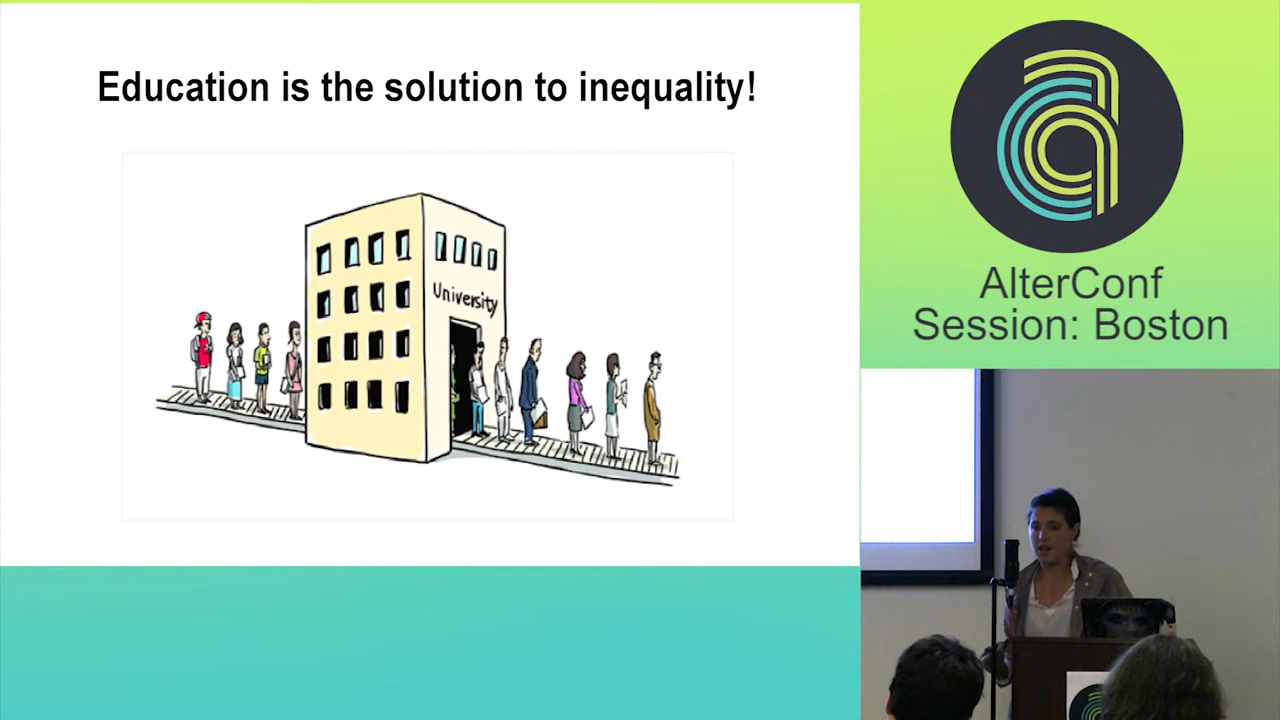 Education is the solution to inequality!
University
AlterConf
Session: Boston